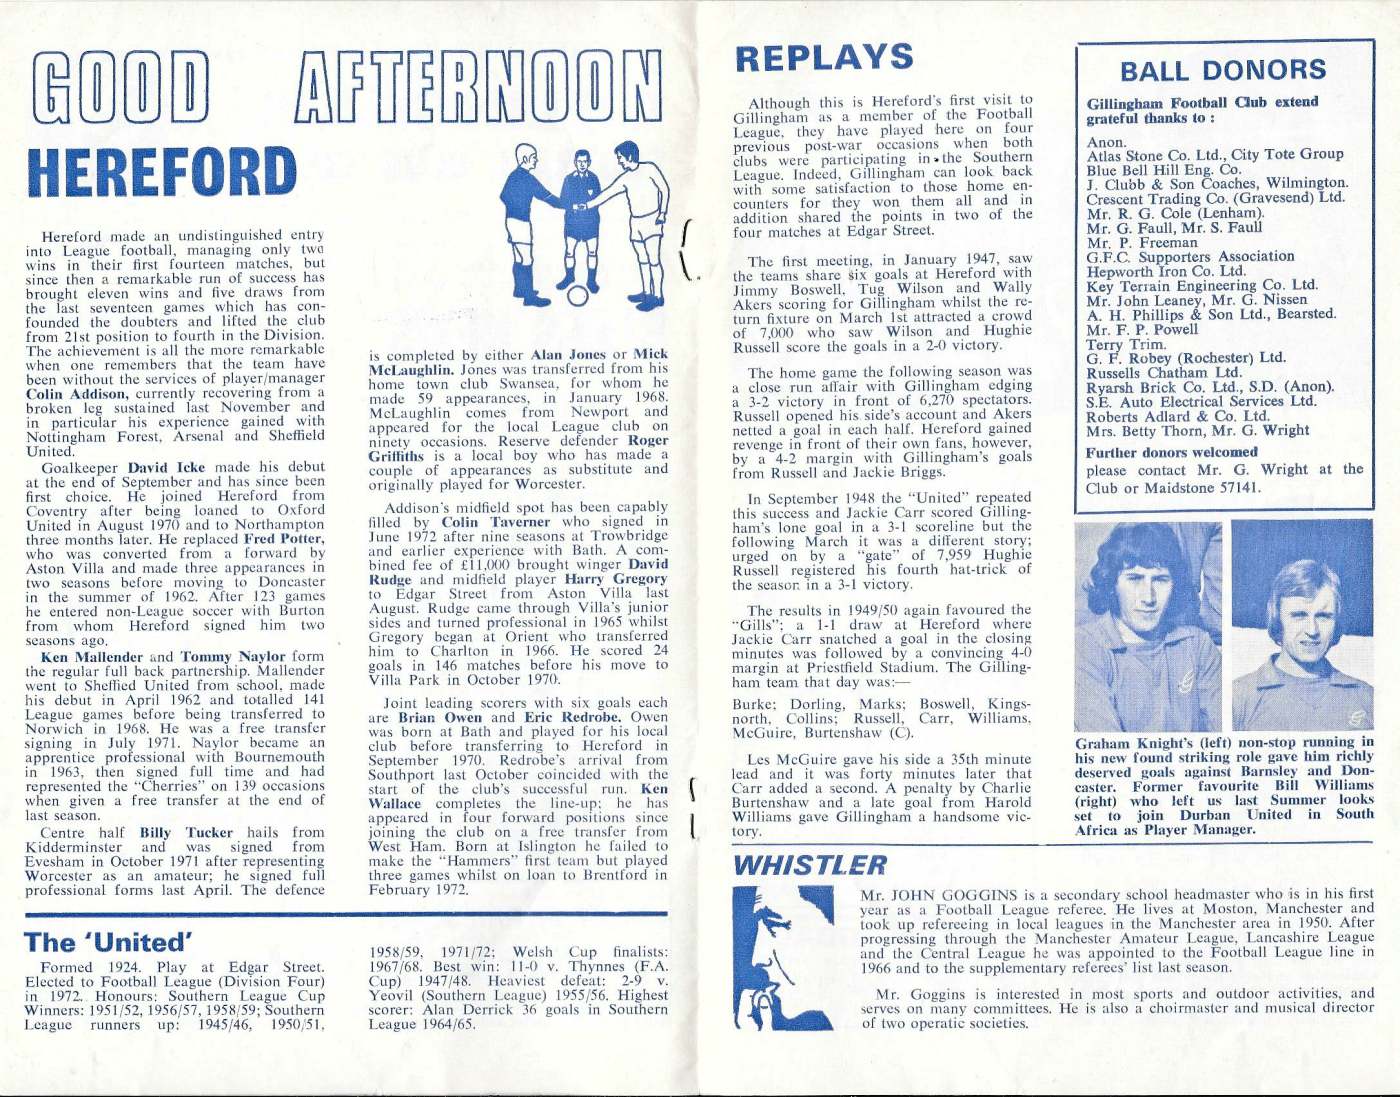 GOOD AFTERNOON
HEREFORD
Hereford made an undistinguished entry
into League football, managing only two
wins in their first fourteen matches, but
since then a remarkable run of success has
brought eleven wins and five draws from
the last seventeen games which has con-
founded the doubters and lifted the club
from 21st position to fourth in the Division.
The achievement is all the more remarkable
when one remembers that the team have
been without the services of player/manager
Colin Addison, currently recovering from a
broken leg sustained last November and
in particular his experience gained with
Nottingham Forest, Arsenal and Sheffield
United.
Goalkeeper David Icke made his debut
at the end of September and has since been
first choice. He joined Hereford from
Coventry after being loaned to Oxford
United in August 1970 and to Northampton
three months later. He replaced Fred Potter,
who was converted from a forward by
Aston Villa and made three appearances in
two seasons before moving to Doncaster
in the summer of 1962. After 123 games
he entered non-League soccer with Burton
from whom Hereford signed him two
seasons ago.
Ken Mallender and Tommy Naylor form
the regular full back partnership. Mallender
went to Sheffied United from school, made
his debut in April 1962 and totalled 141
League games before being transferred to
Norwich in 1968. He was a free transfer
signing in July 1971. Naylor became an
apprentice professional with Bournemouth
in 1963, then signed full time and had
represented the "Cherries" on 139 occasions
when given a free transfer at the end of
last season.
Centre half Billy Tucker hails from
Kidderminster and was signed from
Evesham in October 1971 after representing
Worcester as an amateur; he signed full
professional forms last April. The defence
is completed by either Alan Jones or Mick
McLaughlin. Jones was transferred from his
home town club Swansea, for whom he
made 59 appearances, in January 1968.
McLaughlin comes from Newport and
appeared for the local League club on
ninety occasions. Reserve defender Roger
Griffiths is a local boy who has made a
couple of appearances as substitute and
originally played for Worcester.
Addison's midfield spot has been capably
filled by Colin Taverner who signed in
June 1972 after nine seasons at Trowbridge
and earlier experience with Bath. A com-
bined fee of £11,000 brought winger David
Rudge and midfield player Harry Gregory
to Edgar Street from Aston Villa last
August. Rudge came through Villa's junior
sides and turned professional in 1965 whilst
Gregory began at Orient who transferred
him to Charlton in 1966. He scored 24
goals in 146 matches before his move to
Villa Park in October 1970.
Joint leading scorers with six goals each
are Brian Owen and Eric Redrobe. Owen
was born at Bath and played for his local
club before transferring to Hereford in
September 1970. Redrobe's arrival from
Southport last October coincided with the
start of the club's successful run. Ken
Wallace completes the line-up; he has
appeared in four forward positions since
joining the club on a free transfer from
West Ham. Born at Islington he failed to
make the "Hammers" first team but played
three games whilst on loan to Brentford in
February 1972.
The 'United'
Formed 1924. Play at Edgar Street.
Elected to Football League (Division Four)
in 1972. Honours: Southern League Cup
Winners: 1951/52, 1956/57, 1958/59; Southern
League runners up: 1945/46, 1950/51,
1958/59, 1971/72; Welsh Cup finalists:
1967/68. Best win: 11-0 v. Thynnes (F.A.
Cup) 1947/48. Heaviest defeat: 2-9 v.
Yeovil (Southern League) 1955/56. Highest
scorer: Alan Derrick 36 goals in Southern
League 1964/65.
REPLAYS
Although this is Hereford's first visit to
Gillingham as a member of the Football
League, they have played here on four
previous post-war occasions when both
clubs were participating in the Southern
League. Indeed, Gillingham can look back
with some satisfaction to those home en-
counters for they won them all and in
addition shared the points in two of the
four matches at Edgar Street.
The first meeting, in January 1947, saw
the teams share six goals at Hereford with
Jimmy Boswell, Tug Wilson and Wally
Akers scoring for Gillingham whilst the re-
turn fixture on March 1st attracted a crowd
of 7,000 who saw Wilson and Hughie
Russell score the goals in a 2-0 victory.
The home game the following season was
a close run affair with Gillingham edging
a 3-2 victory in front of 6,270 spectators.
Russell opened his side's account and Akers
netted a goal in each half. Hereford gained
revenge in front of their own fans, however,
by a 4-2 margin with Gillingham's goals
from Russell and Jackie Briggs.
In September 1948 the "United" repeated
this success and Jackie Carr scored Gilling-
ham's lone goal in a 3-1 scoreline but the
following March it was a different story;
urged on by a "gate" of 7,959 Hughie
Russell registered his fourth hat-trick of
the season in a 3-1 victory.
The results in 1949/50 again favoured the
"Gills"; a 1-1 draw at Hereford where
Jackie Carr snatched a goal in the closing
minutes was followed by a convincing 4-0
margin at Priestfield Stadium. The Gilling-
ham team that day was:—
Burke; Dorling, Marks; Boswell, Kings-
north, Collins; Russell, Carr, Williams,
McGuire, Burtenshaw (C).
Les McGuire gave his side a 35th minute
lead and it was forty minutes later that
Carr added a second. A penalty by Charlie
Burtenshaw and a late goal from Harold
Williams gave Gillingham a handsome vic-
tory.
BALL DONORS
Gillingham Football Club extend
grateful thanks to :
Anon.
Atlas Stone Co. Ltd., City Tote Group
Blue Bell Hill Eng. Co.
J. Clubb & Son Coaches, Wilmington.
Crescent Trading Co. (Gravesend) Ltd.
Mr. R. G. Cole (Lenham).
Mr. G. Faull, Mr. S. Faull
Mr. P. Freeman
G.F.C. Supporters Association
Hepworth Iron Co. Ltd.
Key Terrain Engineering Co. Ltd.
Mr. John Leaney, Mr. G. Nissen
A. H. Phillips & Son Ltd., Bearsted.
Mr. F. P. Powell
Terry Trim.
G. F. Robey (Rochester) Ltd.
Russells Chatham Ltd.
Ryarsh Brick Co. Ltd., S.D. (Anon).
S.E. Auto Electrical Services Ltd.
Roberts Adlard & Co. Ltd.
Mrs. Betty Thorn, Mr. G. Wright
Further donors welcomed
please contact Mr. G. Wright at the
Club or Maidstone 57141.
Graham Knight's (left) non-stop running in
his new found striking role gave him richly
deserved goals against Barnsley and Don-
caster. Former favourite Bill Williams
(right) who left us last Summer looks
set to join Durban United in South
Africa as Player Manager.
WHISTLER
Mr. JOHN GOGGINS is a secondary school headmaster who is in his first
year as a Football League referee. He lives at Moston, Manchester and
took up refereeing in local leagues in the Manchester area in 1950. After
progressing through the Manchester Amateur League, Lancashire League
and the Central League he was appointed to the Football League line in
1966 and to the supplementary referees' list last season.
Mr. Goggins is interested in most sports and outdoor activities, and
serves on many committees. He is also a choirmaster and musical director
of two operatic societies.